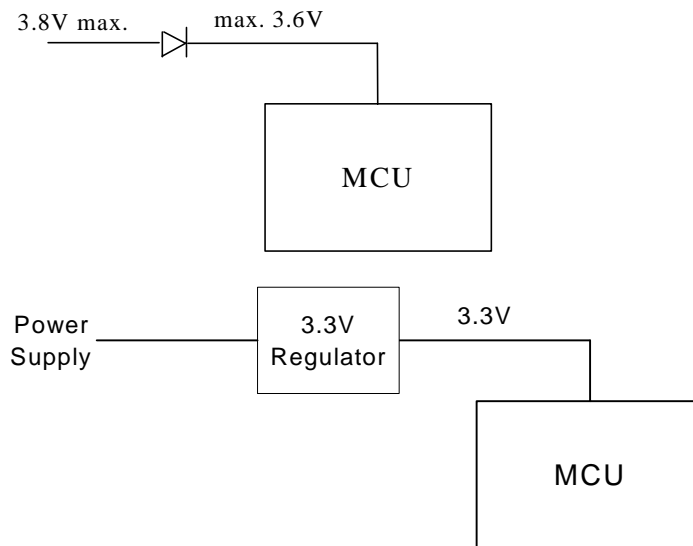 3.8V max.
max. 3.6V
MCU
Power
Supply
3.3V
Regulator
3.3V
MCU